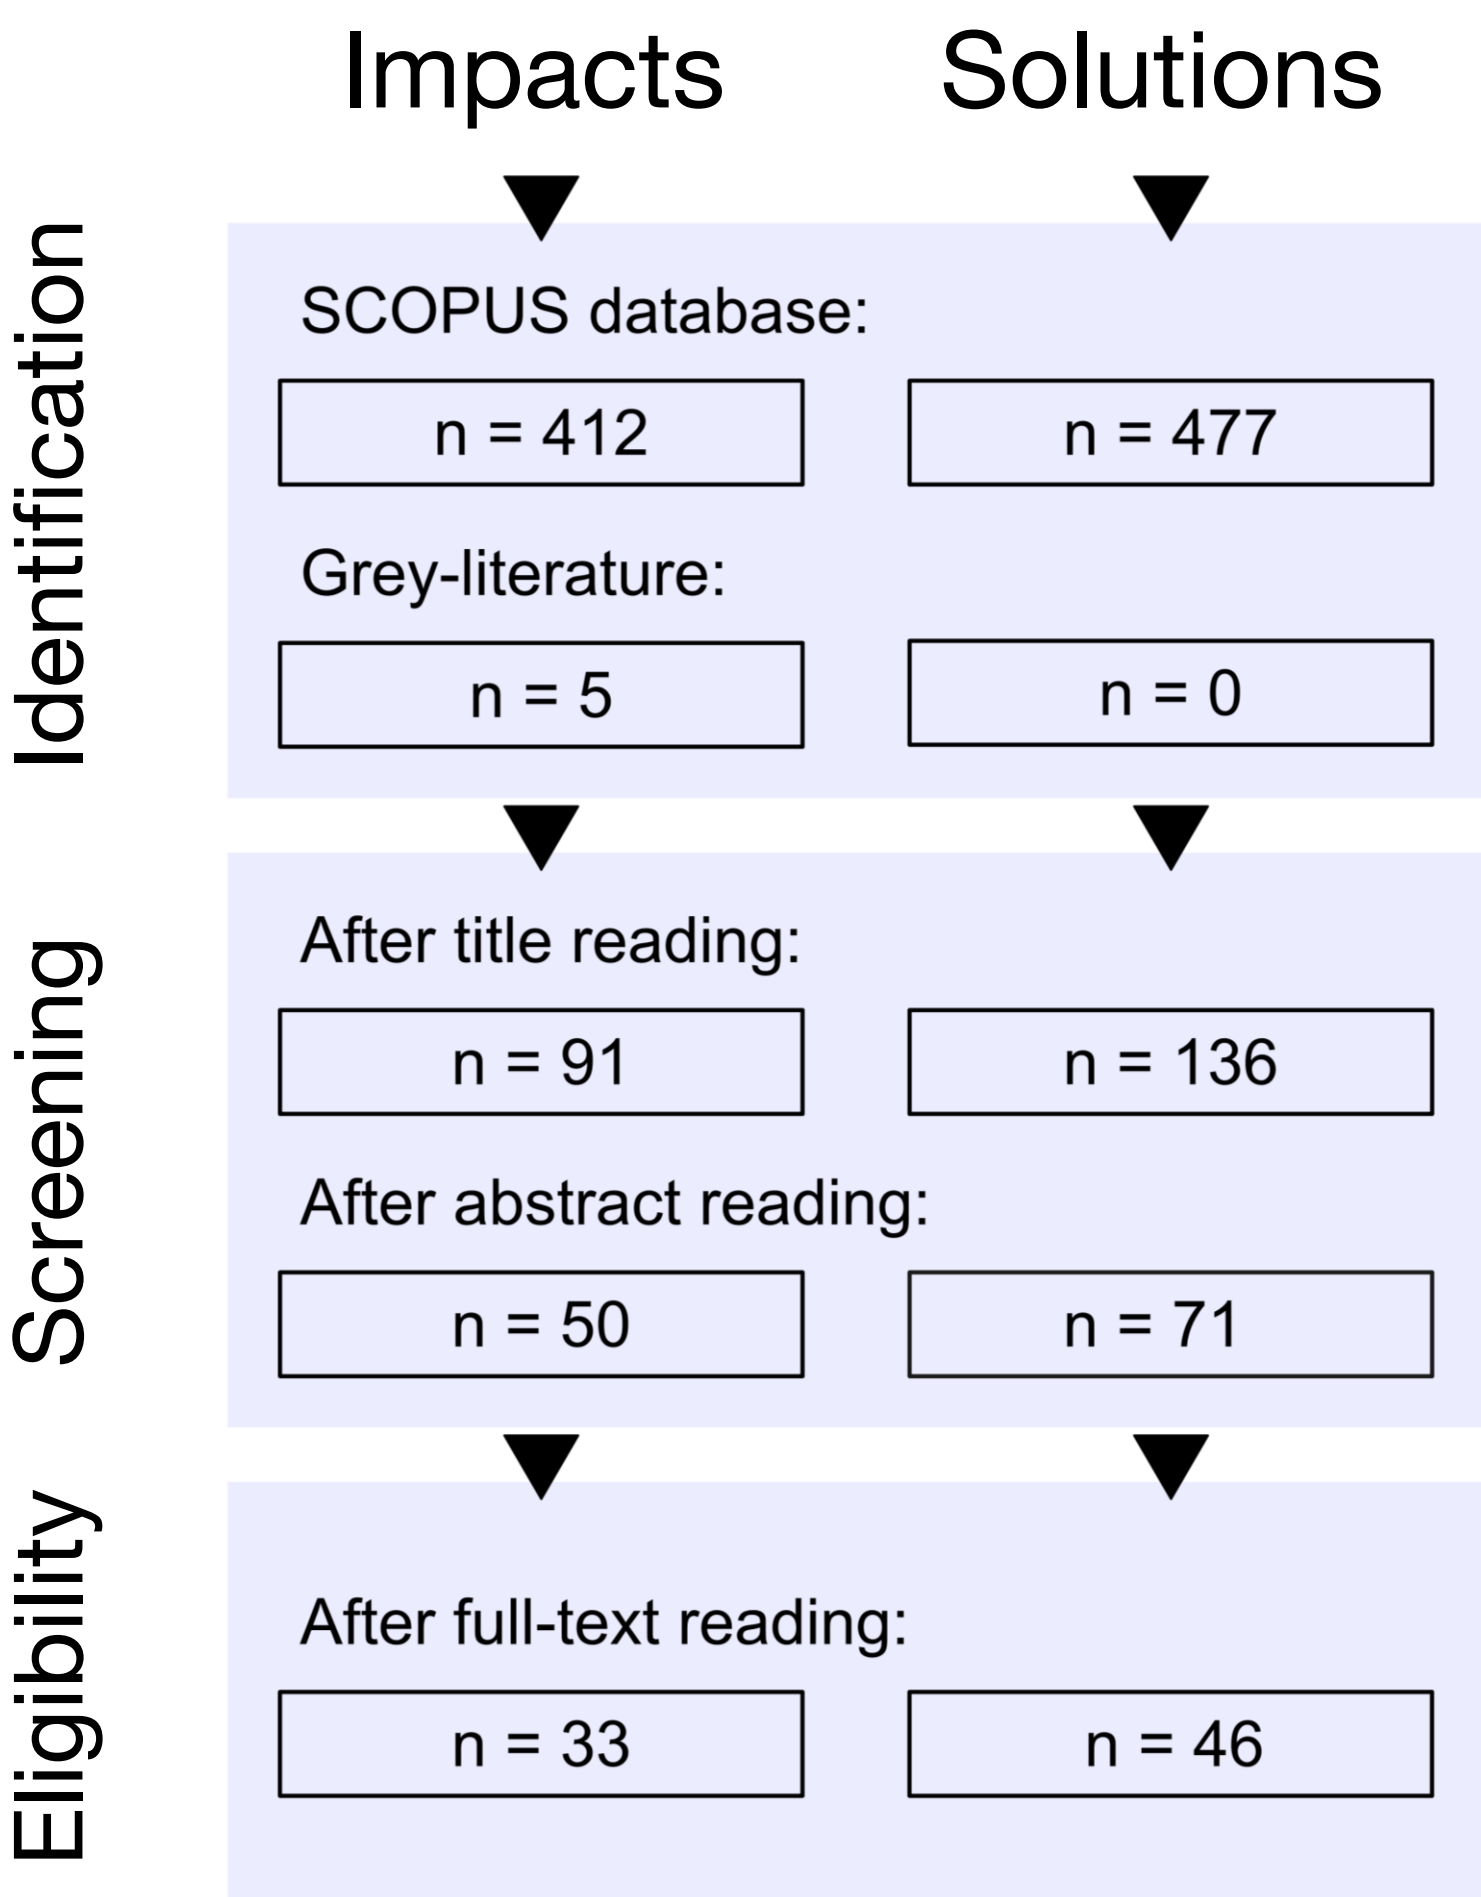 Impacts Solutions
Identification
SCOPUS database:
n = 412 n = 477
Grey-literature:
n = 5 n = 0
Screening
After title reading:
n = 91 n = 136
After abstract reading:
n = 50 n = 71
Eligibility
After full-text reading:
n = 33 n = 46